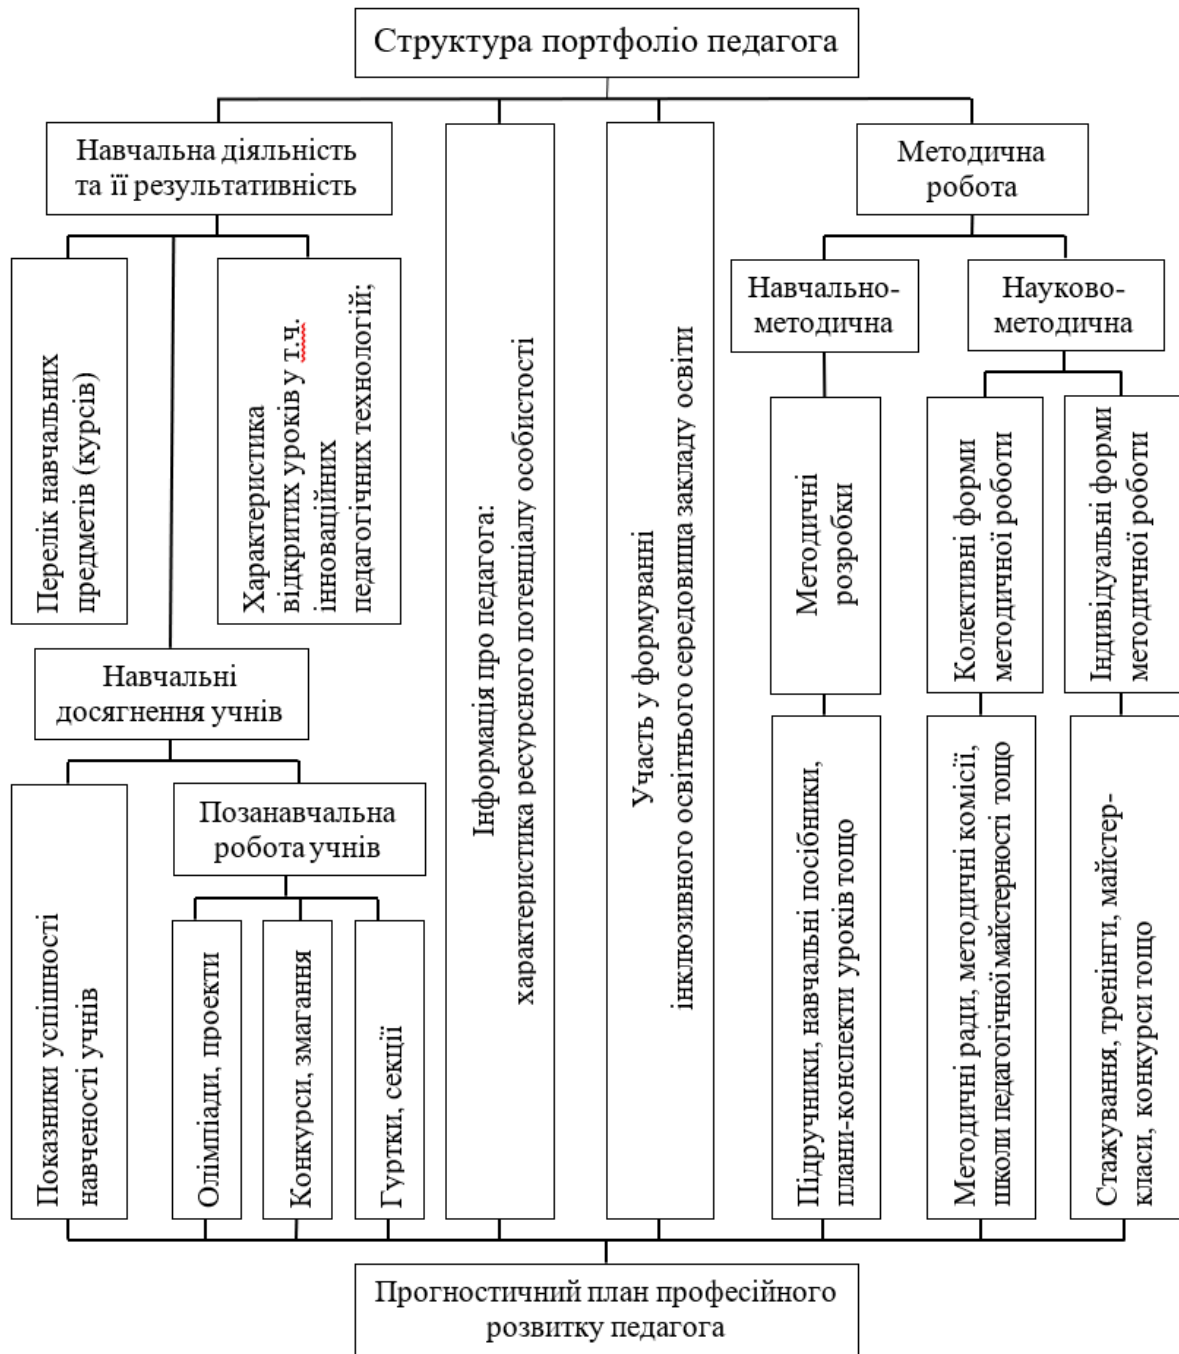 Структура портфоліо педагога
Навчальна діяльність
та її результативність
Методична
робота
Перелік навчальних
предметів (курсів)
Характеристика
відкритих уроків у т.ч.
інноваційних
педагогічних технологій;
Інформація про педагога:
характеристика ресурсного потенціалу особистості
Участь у формуванні
інклюзивного освітнього середовища закладу освіти
Навчально-
методична
Науково-
методична
Методичні
розробки
Колективні форми
методичної роботи
Індивідуальні форми
методичної роботи
Навчальні
досягнення учнів
Показники успішності
навченості учнів
Позанавчальна
робота учнів
Олімпіади, проекти
Конкурси, змагання
Гуртки, секції
Підручники, навчальні посібники,
плани-конспекти уроків тощо
Методичні ради, методичні комісії,
школи педагогічної майстерності тощо
Стажування, тренінги, майстер-
класи, конкурси тощо
Прогностичний план професійного
розвитку педагога